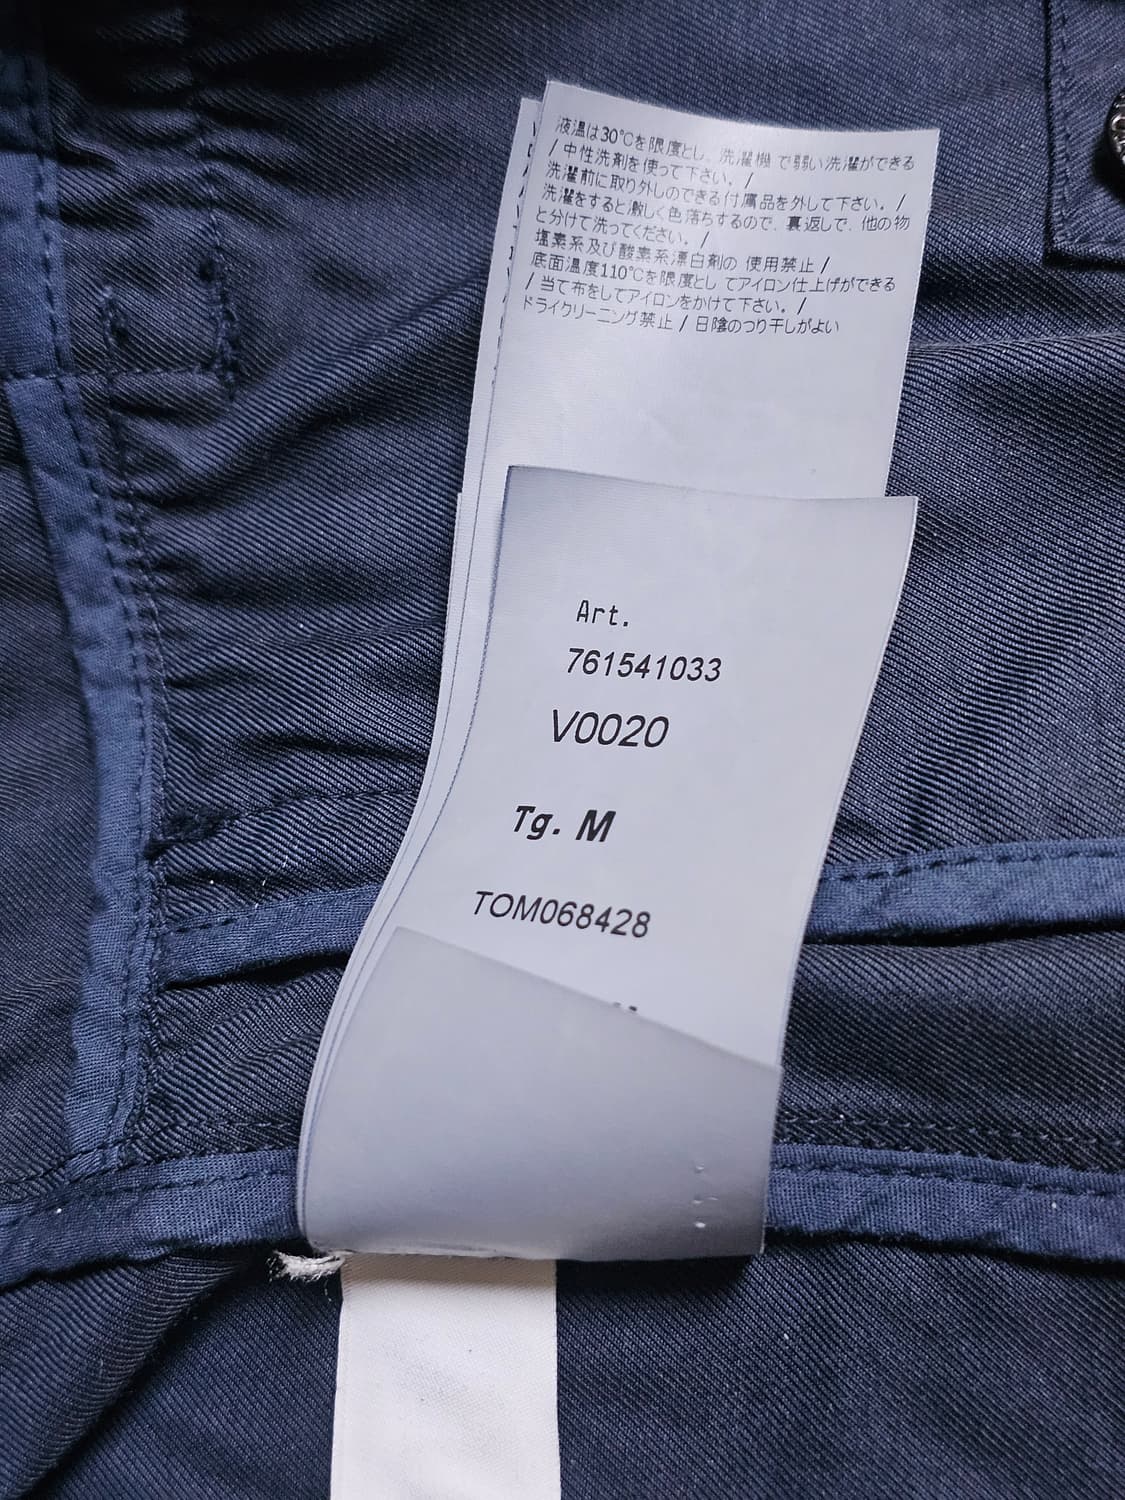 液温は30℃を限度とし、洗濯機 で弱い洗濯ができる
/ 中性洗剤を使って下さい。 /
洗濯前に取り外しのできる付属品を外して下さい。 /
洗濯をすると激しく色落ちするので、裏返しで、他の物
と分けて洗ってください。 /
塩素系及び酸素系漂白剤の 使用禁止 /
底面温度110℃を限度とし てアイロン仕上げができる
/ 当て布をしてアイロンをかけて下さい。 /
ドライクリーニング禁止 / 日陰のつり干しがよい
Art.
761541033
V0020
Tg. M
TOM068428